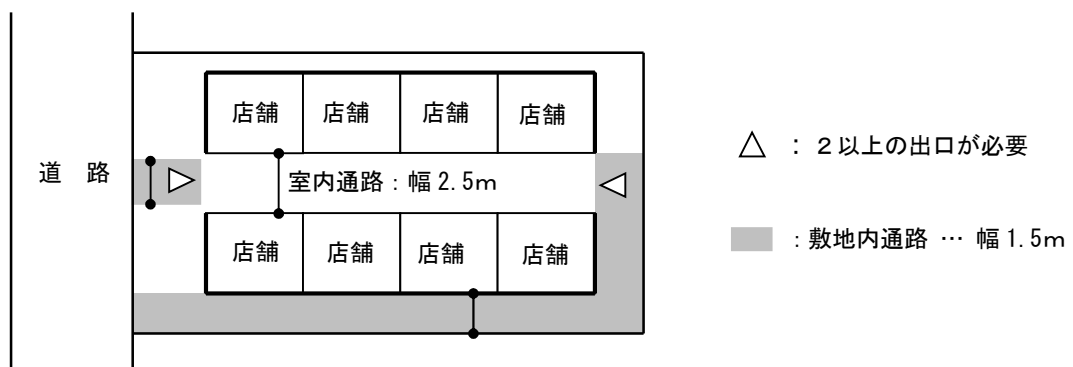 店舗 店舗 店舗 店舗
△ : 2以上の出口が必要
道 路
室内通路:幅2.5m
店舗 店舗 店舗 店舗
:敷地内通路 … 幅1.5m